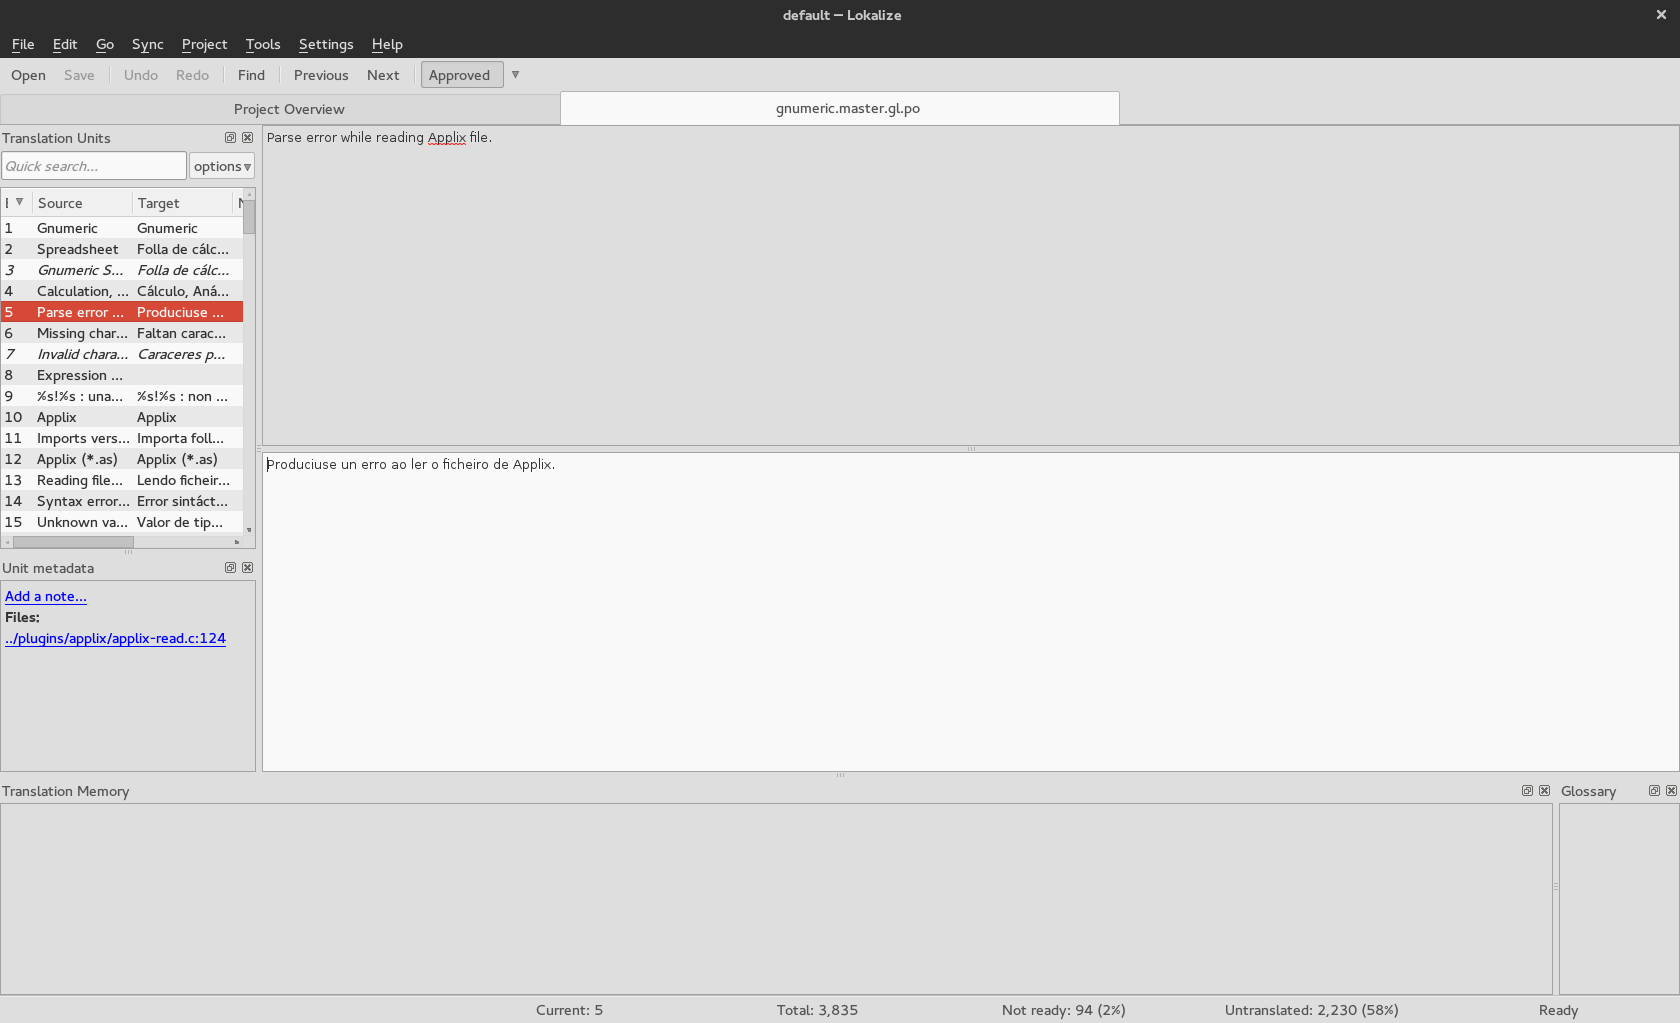 default — Lokalize
File Edit Go Sync Project Tools Settings Help
Open Save Undo Redo Find Previous Next Approved
Project Overview
gnumeric.master.gl.po
Translation Units
Quick search...
options
Source Target
1 Gnumeric Gnumeric
2 Spreadsheet Folla de cálc...
3 Gnumeric S... Folla de cálc...
4 Calculation, ... Cálculo, Aná...
5 Parse error ... Produciuse ...
6 Missing char... Faltan carac...
7 Invalid chara... Caraceres p...
8 Expression ...
9 %s!%s : una... %s!%s : non ...
10 Applix Applix
11 Imports vers... Importa foll...
12 Applix (*.as) Applix (*.as)
13 Reading file... Lendo ficheir...
14 Syntax error... Error sintáct...
15 Unknown va... Valor de tip...
Unit metadata
Add a note...
Files:
../plugins/applix/applix-read.c:124
Parse error while reading Applix file.
Produciuse un erro ao ler o ficheiro de Applix.
Translation Memory
Glossary
Current: 5 Total: 3,835 Not ready: 94 (2%) Untranslated: 2,230 (58%) Ready